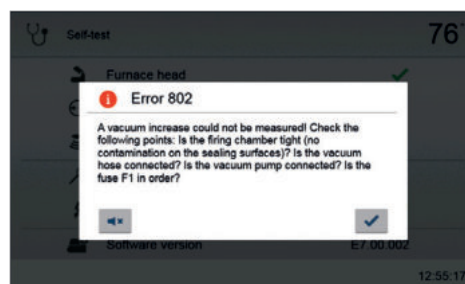 Self-test
76°
Furnace head
Error 802
A vacuum increase could not be measured! Check the
following points: Is the firing chamber tight (no
contamination on the sealing surfaces)? Is the vacuum
hose connected? Is the vacuum pump connected? Is the
fuse F1 in order?
Software version
E7.00.002
12:55:17